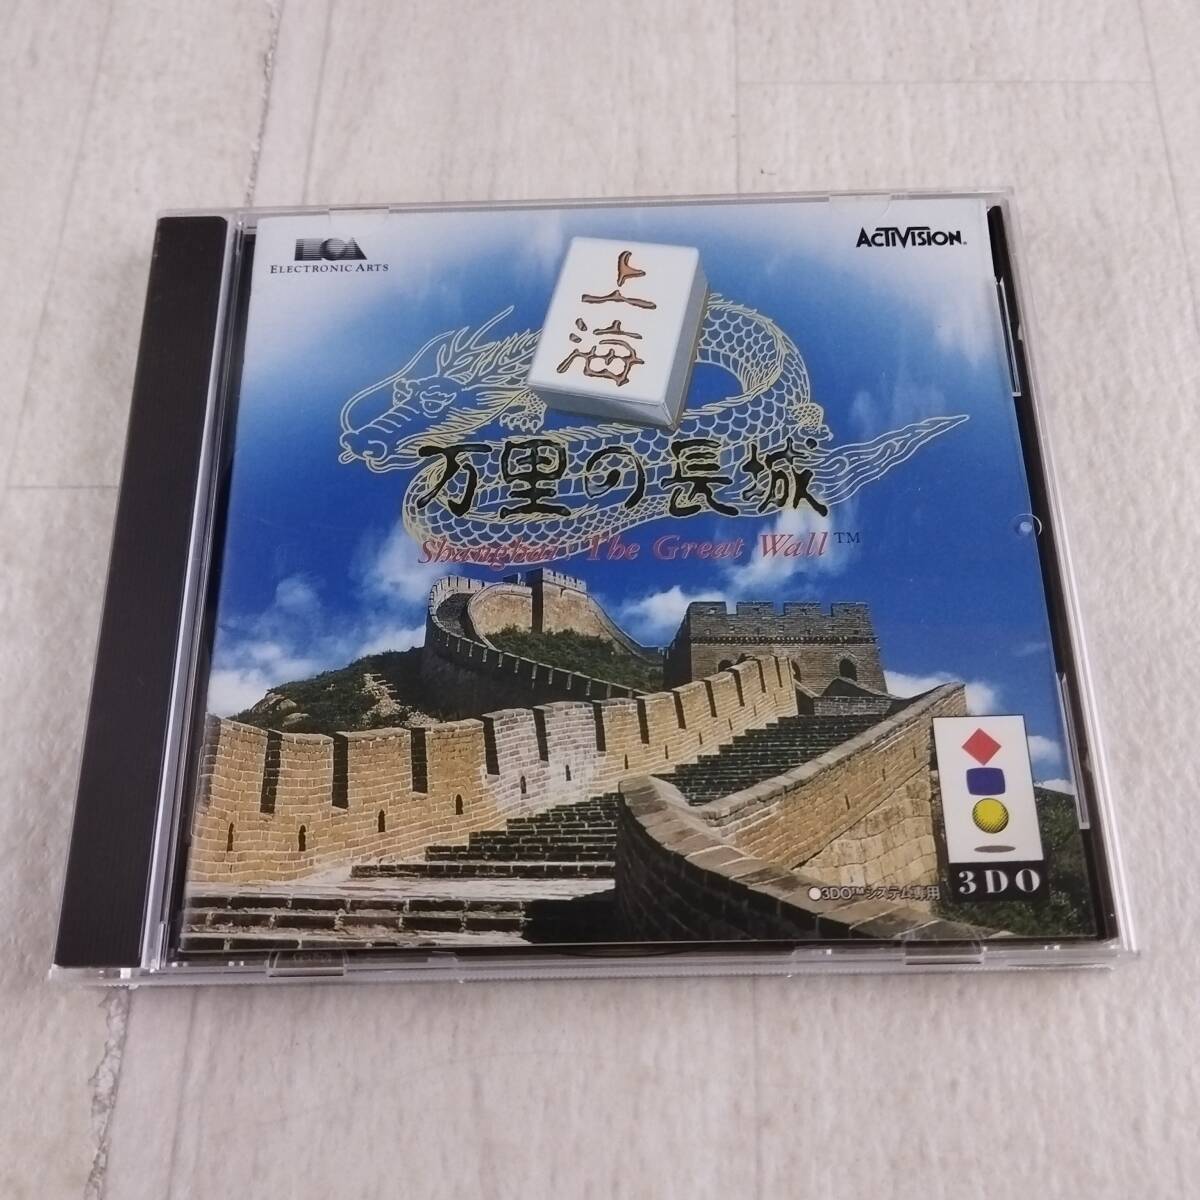 ELECTRONIC ARTS
ACTIVISION.
上海
万里の長城
Shanghai: The Great Wall™
●3DO™システム専用
3DO